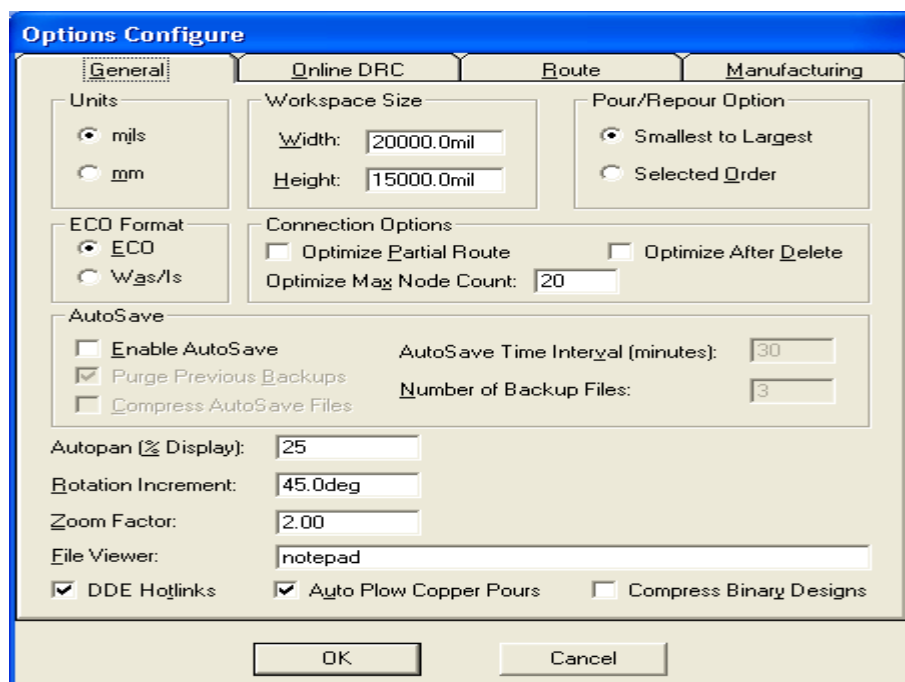 Options Configure
General Online DRC Route Manufacturing
Units
mils
mm
Workspace Size
Width: 20000.0mil
Height: 15000.0mil
Pour/Repour Option
Smallest to Largest
Selected Order
ECO Format
ECO
Was/Is
Connection Options
Optimize Partial Route Optimize After Delete
Optimize Max Node Count: 20
AutoSave
Enable AutoSave
Purge Previous Backups
Compress AutoSave Files
AutoSave Time Interval (minutes): 30
Number of Backup Files: 3
Autopan (% Display): 25
Rotation Increment: 45.0deg
Zoom Factor: 2.00
File Viewer: notepad
DDE Hotlinks Auto Plow Copper Pours Compress Binary Designs
OK Cancel